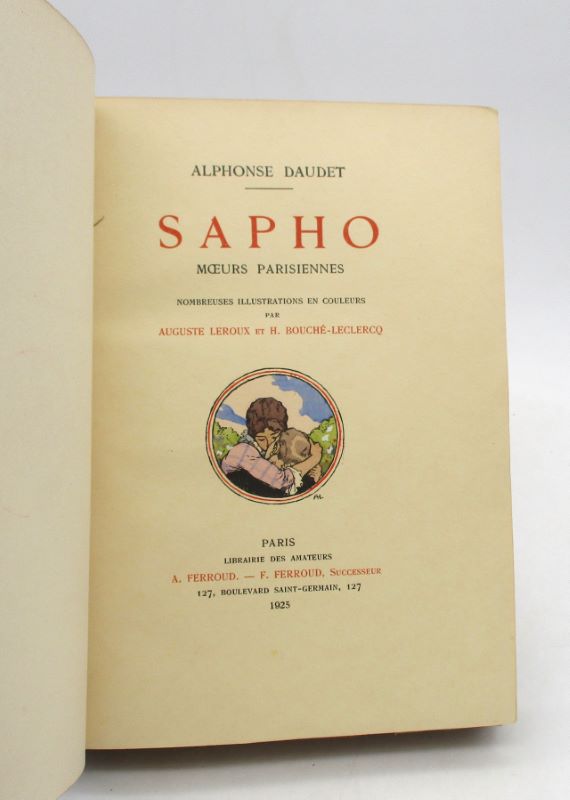 ALPHONSE DAUDET
SAPHO
MŒURS PARISIENNES
NOMBREUSES ILLUSTRATIONS EN COULEURS
PAR
AUGUSTE LEROUX ET H. BOUCHÉ-LECLERCQ
AL
PARIS
LIBRAIRIE DES AMATEURS
A. FERROUD. — F. FERROUD, SUCCESSEUR
127, BOULEVARD SAINT-GERMAIN, 127
1925